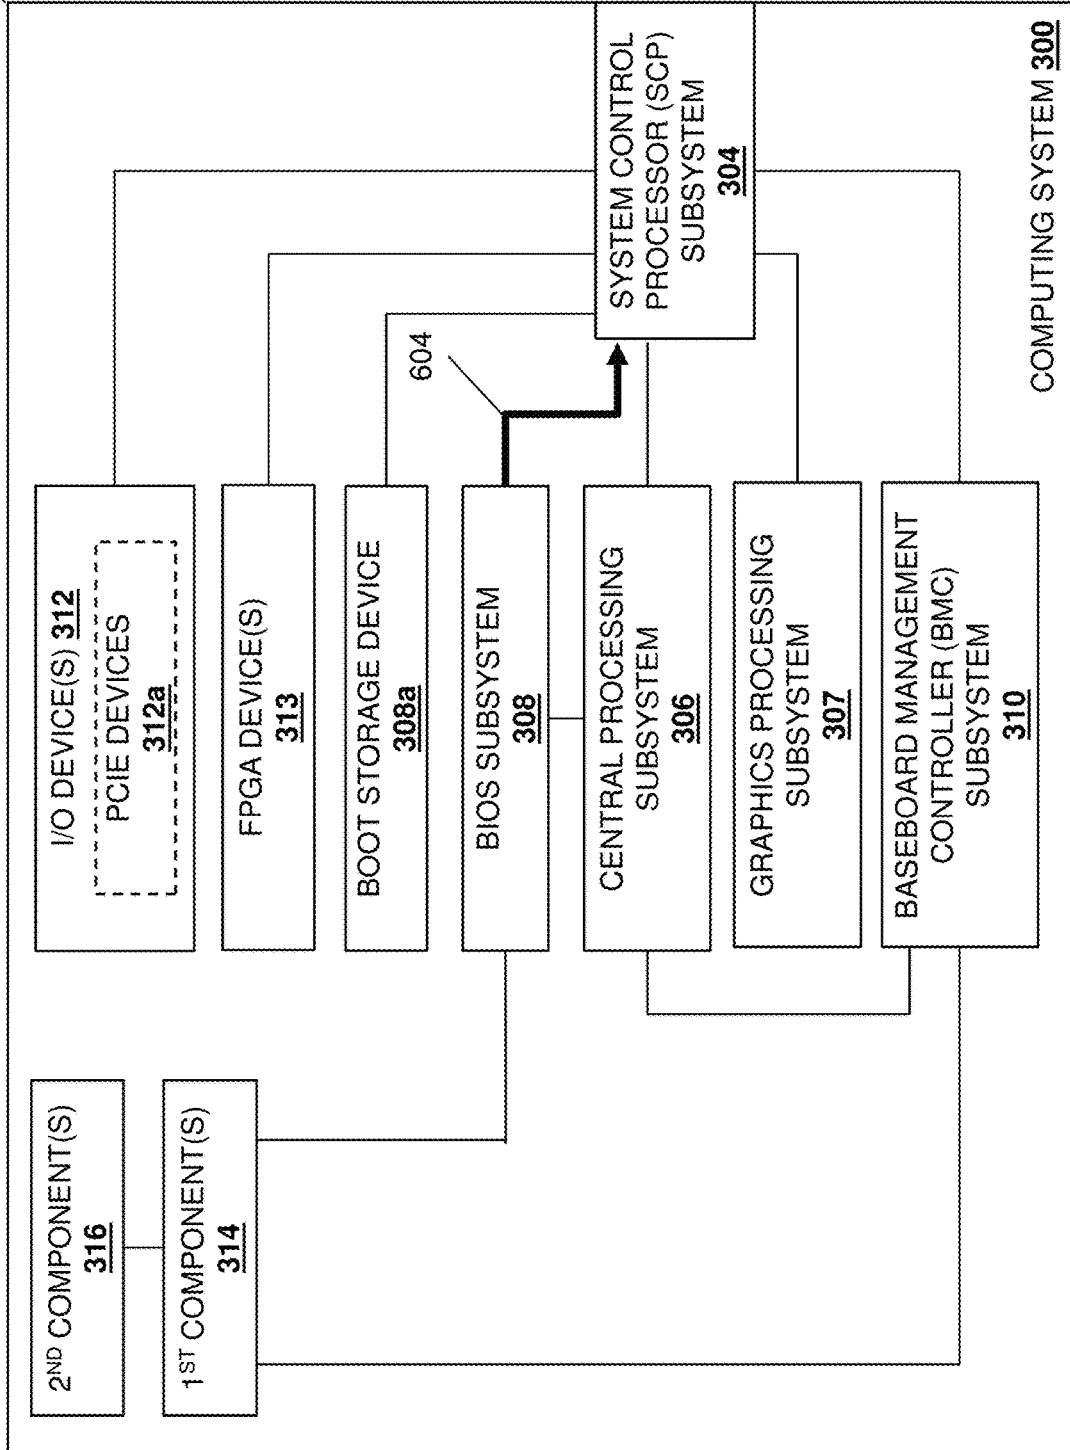 2ND COMPONENT(S)
316
1ST COMPONENT(S)
314
I/O DEVICE(S) 312
PCIE DEVICES
312a
FPGA DEVICE(S)
313
BOOT STORAGE DEVICE
308a
BIOS SUBSYSTEM
308
CENTRAL PROCESSING
SUBSYSTEM
306
GRAPHICS PROCESSING
SUBSYSTEM
307
BASEBOARD MANAGEMENT
CONTROLLER (BMC)
SUBSYSTEM
310
604
SYSTEM CONTROL
PROCESSOR (SCP)
SUBSYSTEM
304
COMPUTING SYSTEM 300